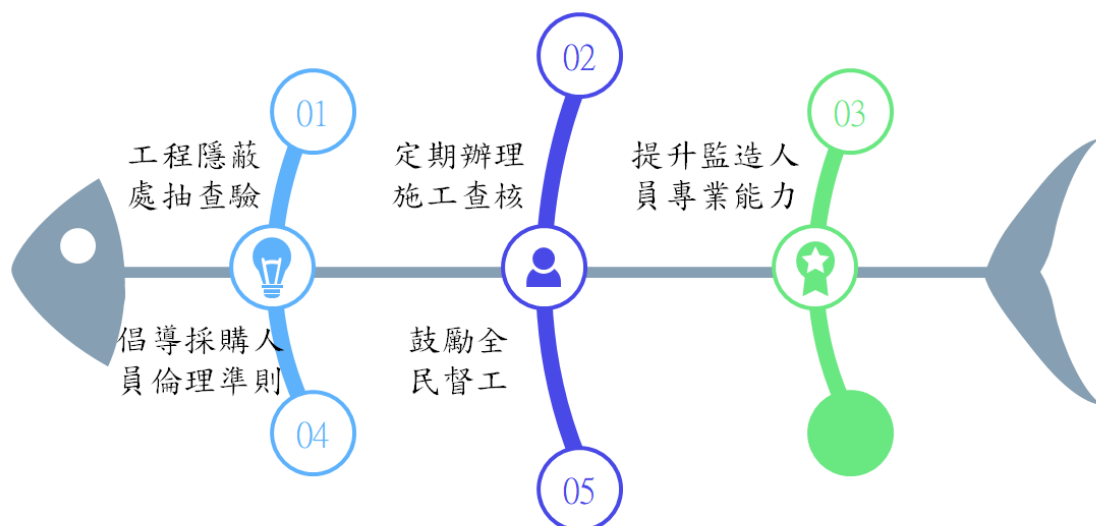 01
工程隱蔽
處抽查驗
02
定期辦理
施工查核
03
提升監造人
員專業能力
倡導採購人
員倫理準則
04
鼓勵全
民督工
05